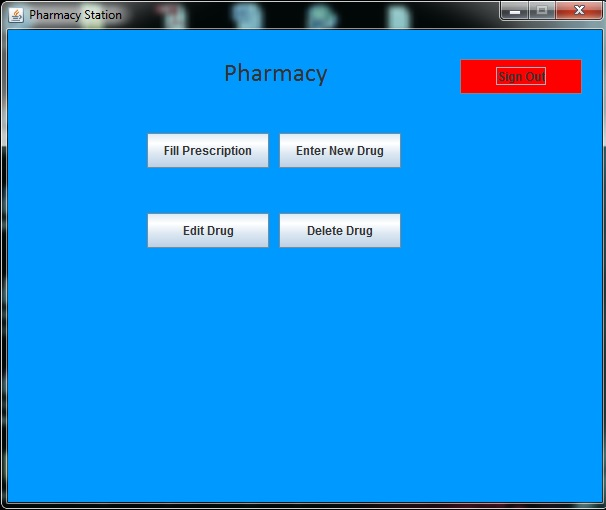 Pharmacy Station
Pharmacy
Sign Out
Fill Prescription
Enter New Drug
Edit Drug
Delete Drug